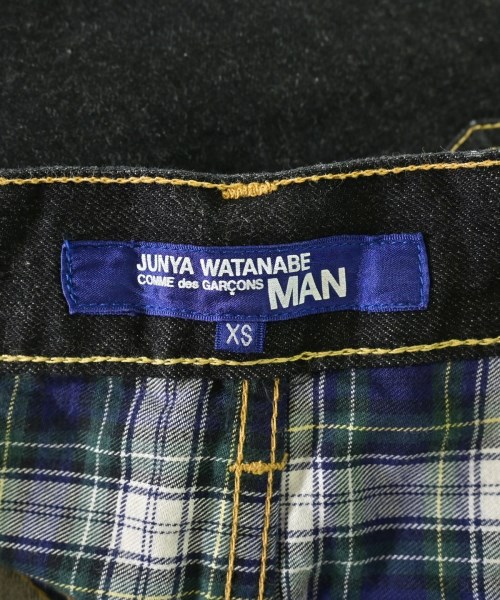 JUNYA WATANABE
COMME des GARÇONS MAN
XS